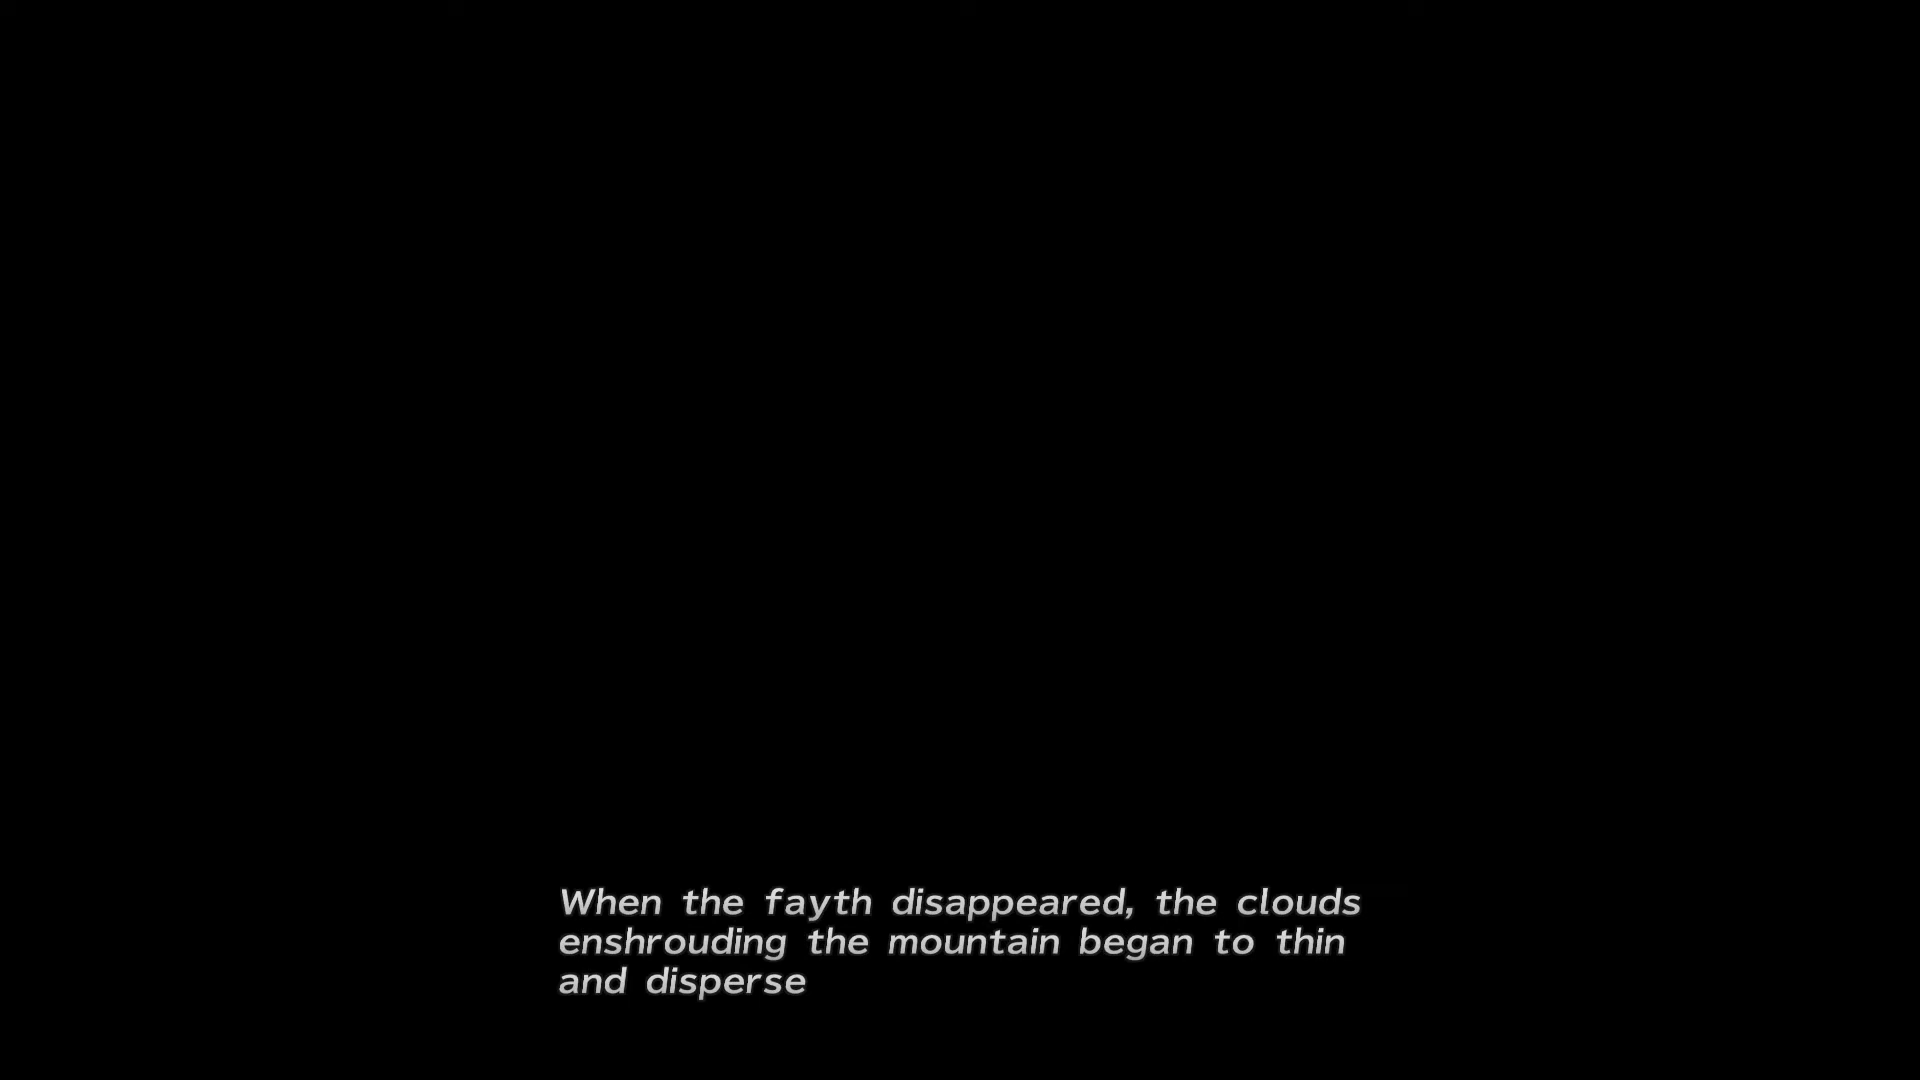 When the fayth disappeared, the clouds
enshrouding the mountain began to thin
and disperse